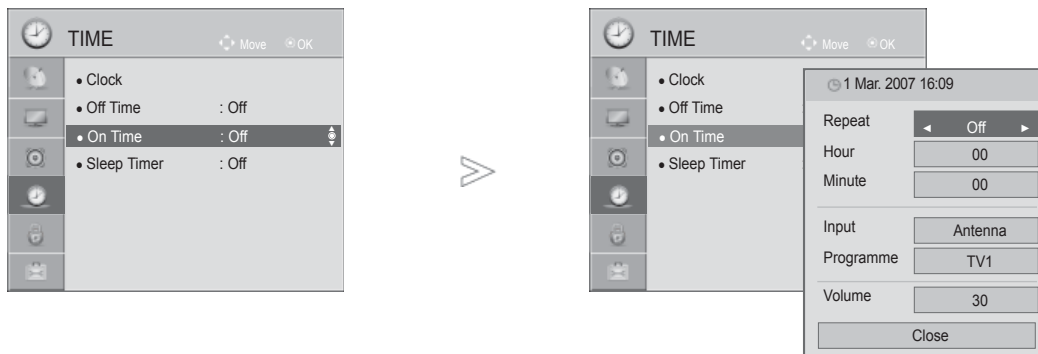 TIME
Move OK
• Clock
• Off Time : Off
• On Time : Off
• Sleep Timer : Off
TIME
Move OK
• Clock
• Off Time
• On Time
• Sleep Timer
1 Mar. 2007 16:09
Repeat ◄ Off ►
Hour 00
Minute 00
Input Antenna
Programme TV1
Volume 30
Close